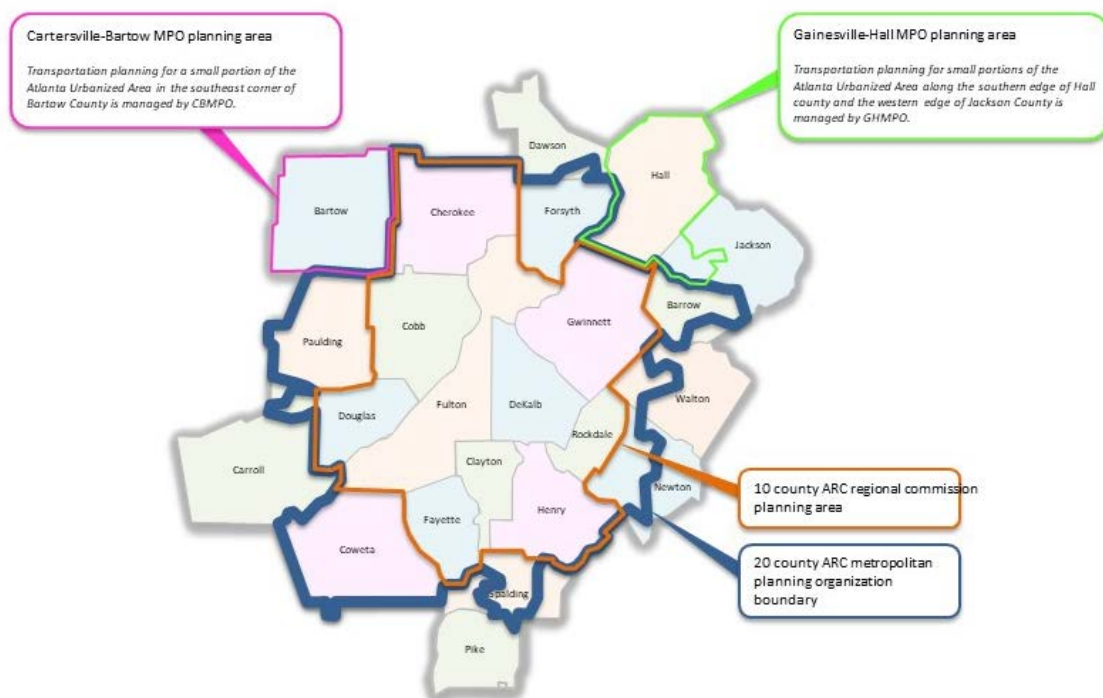 Cartersville-Bartow MPO planning area
Transportation planning for a small portion of the
Atlanta Urbanized Area in the southeast corner of
Bartow County is managed by CBMPO.
Gainesville-Hall MPO planning area
Transportation planning for small portions of the
Atlanta Urbanized Area along the southern edge of Hall
county and the western edge of Jackson County is
managed by GHMPO.
Dawson
Hall
Bartow
Cherokee
Forsyth
Jackson
Barrow
Cobb
Gwinnett
Paulding
Walton
Fulton
DeKalb
Douglas
Rockdale
Clayton
Carroll
Newton
Henry
Fayette
Coweta
Spalding
Pike
10 county ARC regional commission
planning area
20 county ARC metropolitan
planning organization
boundary